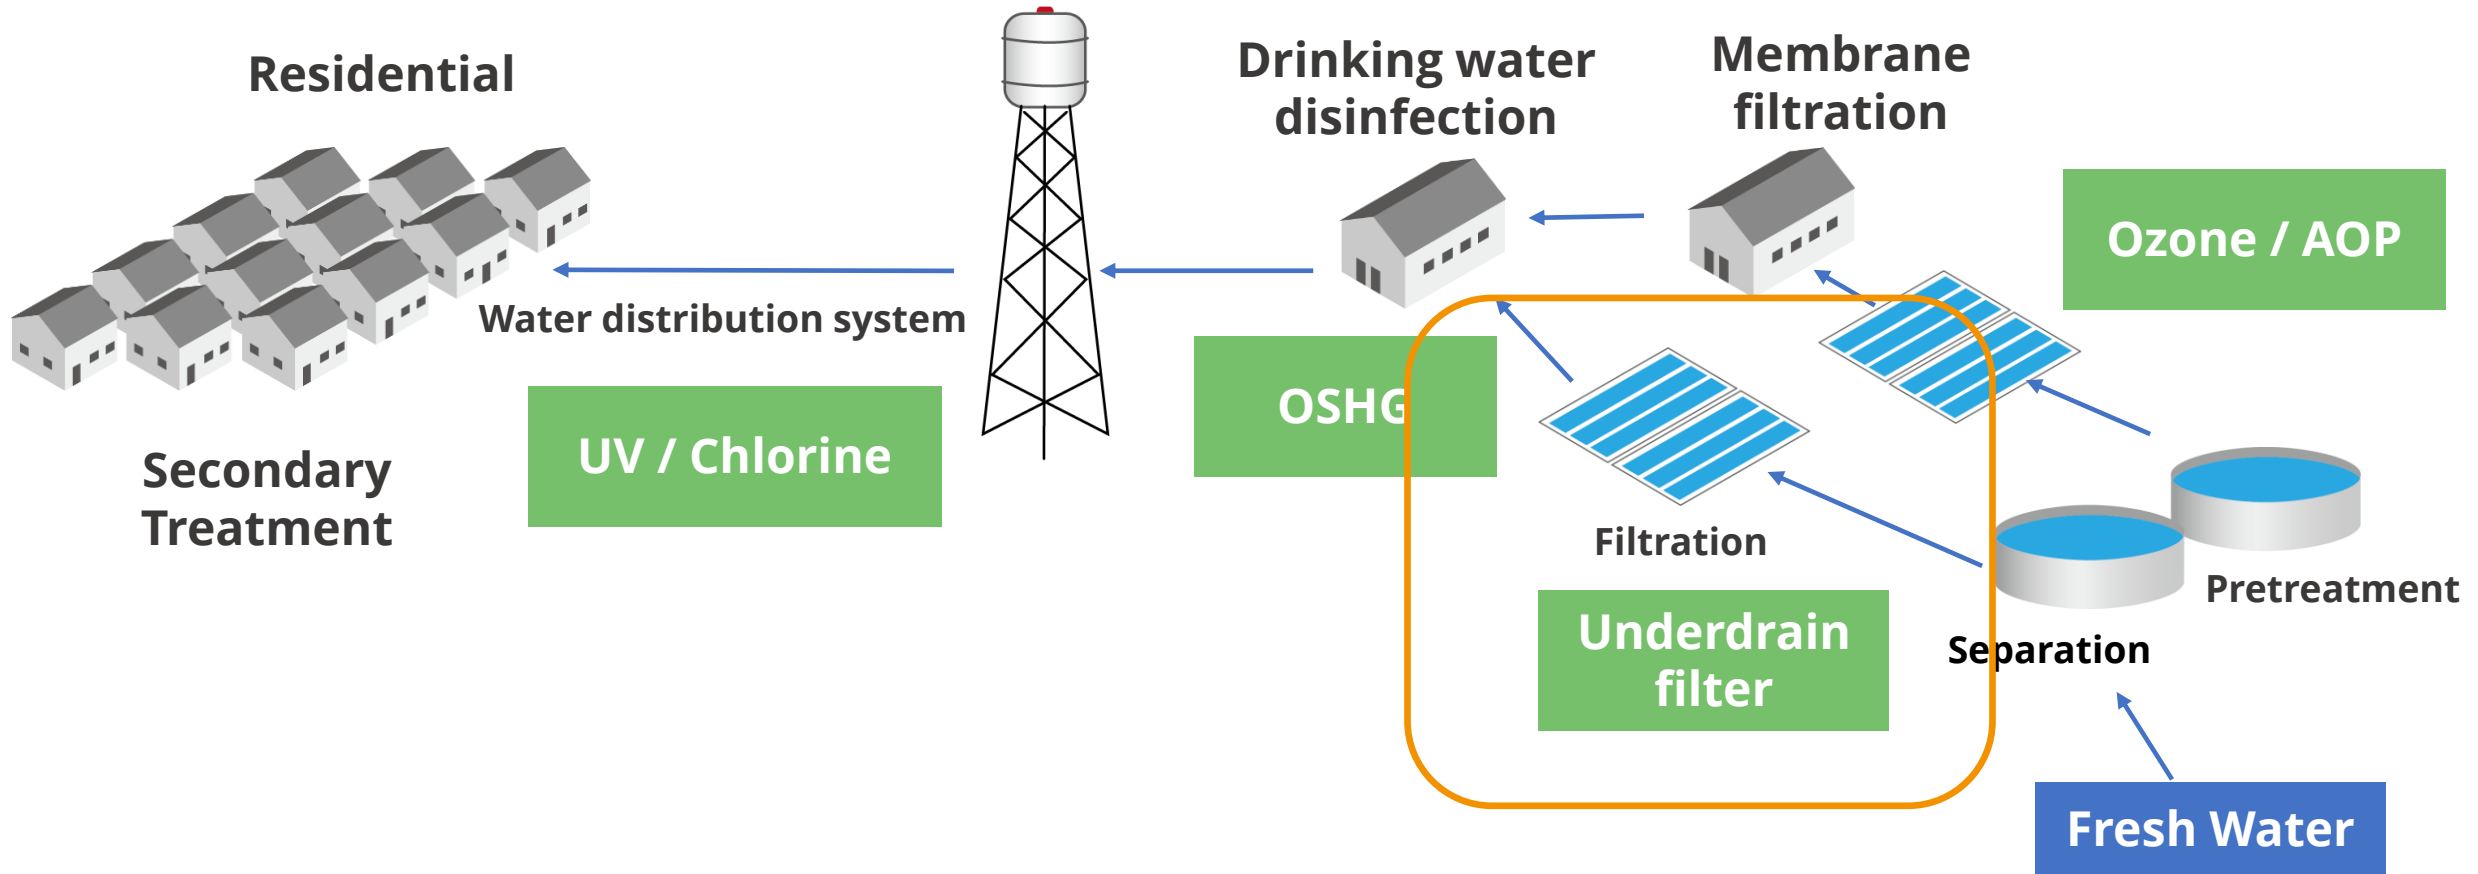 Residential
Drinking water
disinfection
Membrane
filtration
Ozone / AOP
Water distribution system
OSHG
UV / Chlorine
Secondary
Treatment
Filtration
Pretreatment
Underdrain
filter
Separation
Fresh Water